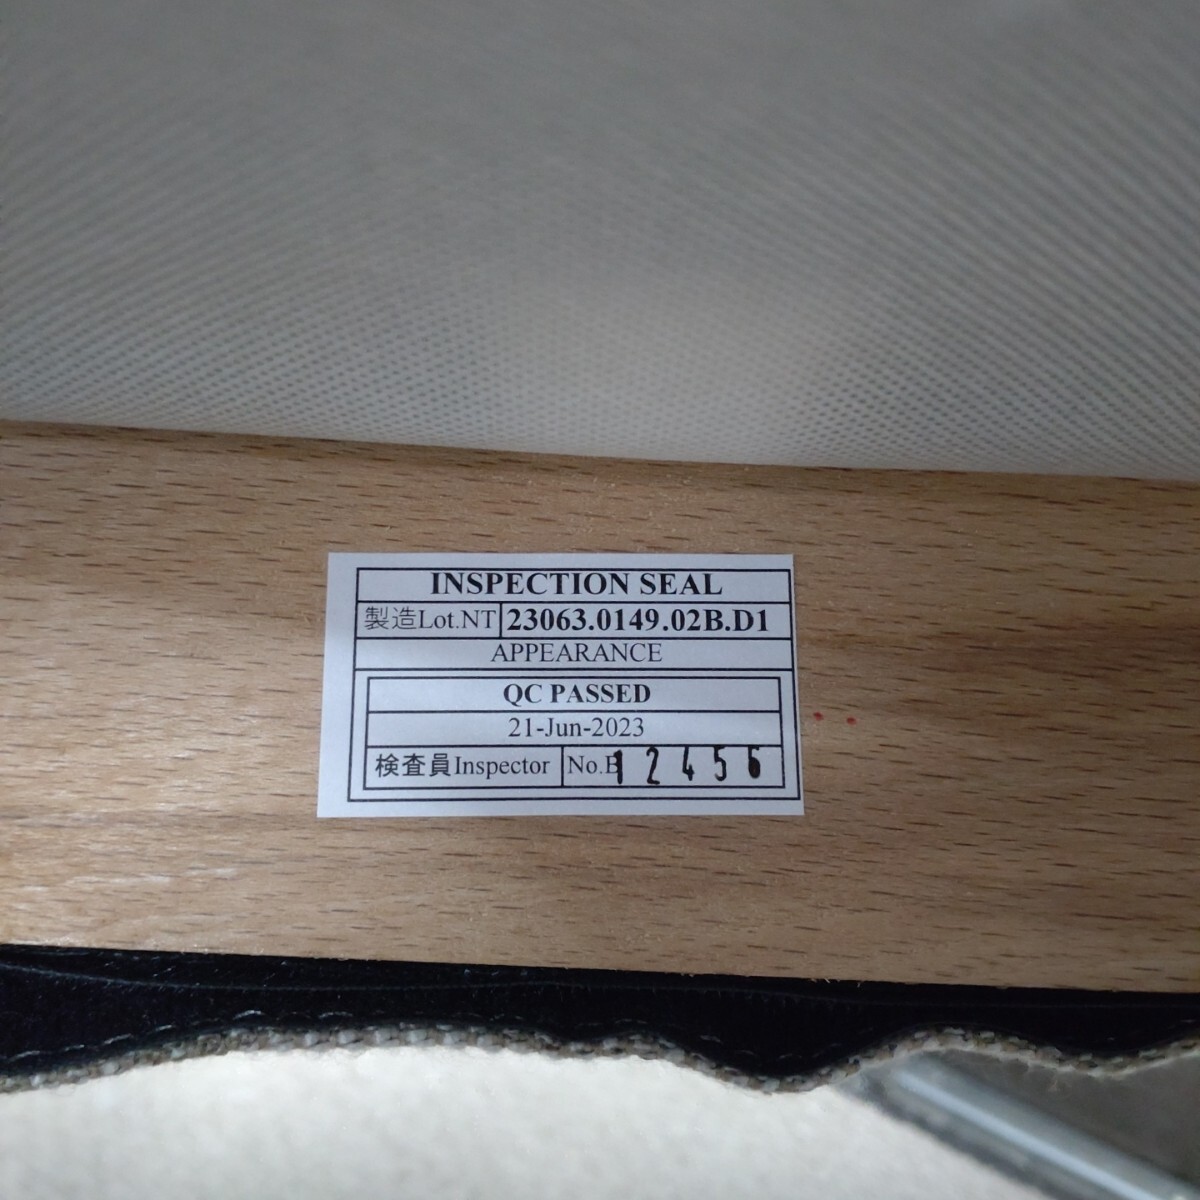 INSPECTION SEAL
製造Lot.NT 23063.0149.02B.D1
APPEARANCE
QC PASSED
21-Jun-2023
検査員Inspector No.B 12456